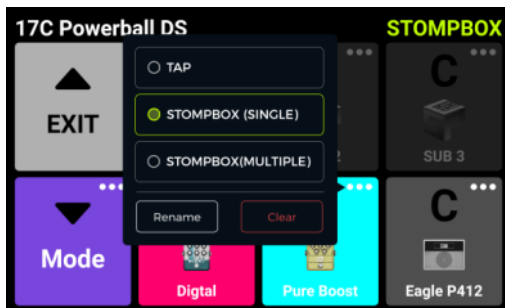 17C Powerball DS
STOMPBOX
TAP
STOMPBOX (SINGLE)
STOMPBOX(MULTIPLE)
Rename
Clear
EXIT
C
SUB 3
Mode
Digtal
Pure Boost
C
Eagle P412